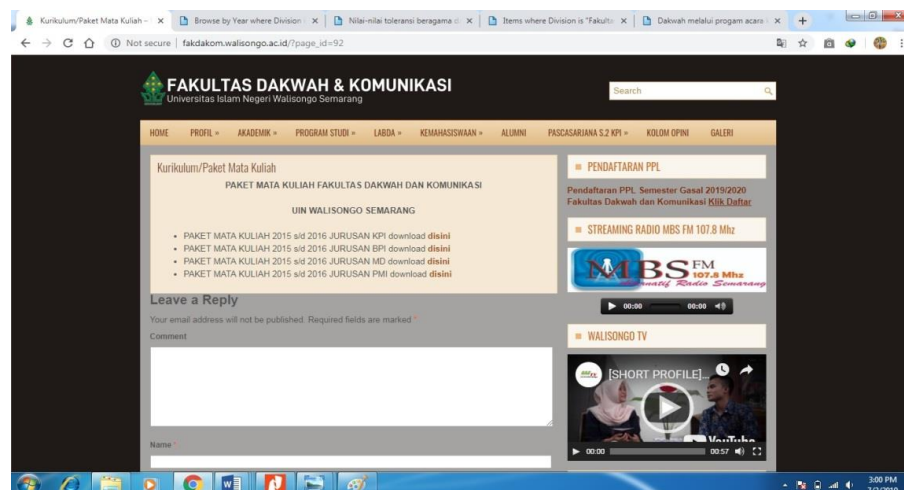 Kurikulum/Paket Mata Kuliah –
Browse by Year where Division
Nilai-nilai toleransi beragama
Items where Division is "Fakulta
Dakwah melalui progam acara
Not secure | fakdakom.walisongo.ac.id/?page_id=92
FAKULTAS DAKWAH & KOMUNIKASI
Universitas Islam Negeri Walisongo Semarang
Search
HOME PROFIL » AKADEMIK » PROGRAM STUDI » LABDA » KEMAHASISWAAN » ALUMNI PASCASARJANA S.2 KPI » KOLOM OPINI GALERI
Kurikulum/Paket Mata Kuliah
PAKET MATA KULIAH FAKULTAS DAKWAH DAN KOMUNIKASI
UIN WALISONGO SEMARANG
PAKET MATA KULIAH 2015 s/d 2016 JURUSAN KPI download disini
PAKET MATA KULIAH 2015 s/d 2016 JURUSAN BPI download disini
PAKET MATA KULIAH 2015 s/d 2016 JURUSAN MD download disini
PAKET MATA KULIAH 2015 s/d 2016 JURUSAN PMI download disini
Leave a Reply
Your email address will not be published. Required fields are marked *
Comment
Name *
PENDAFTARAN PPL
Pendaftaran PPL Semester Gasal 2019/2020
Fakultas Dakwah dan Komunikasi Klik Daftar
STREAMING RADIO MBS FM 107.8 Mhz
MBS FM
107.8 Mhz
Radio Semarang
00:00 00:00
WALISONGO TV
[SHORT PROFILE]...
YouTube
00:00 00:57
3:00 PM